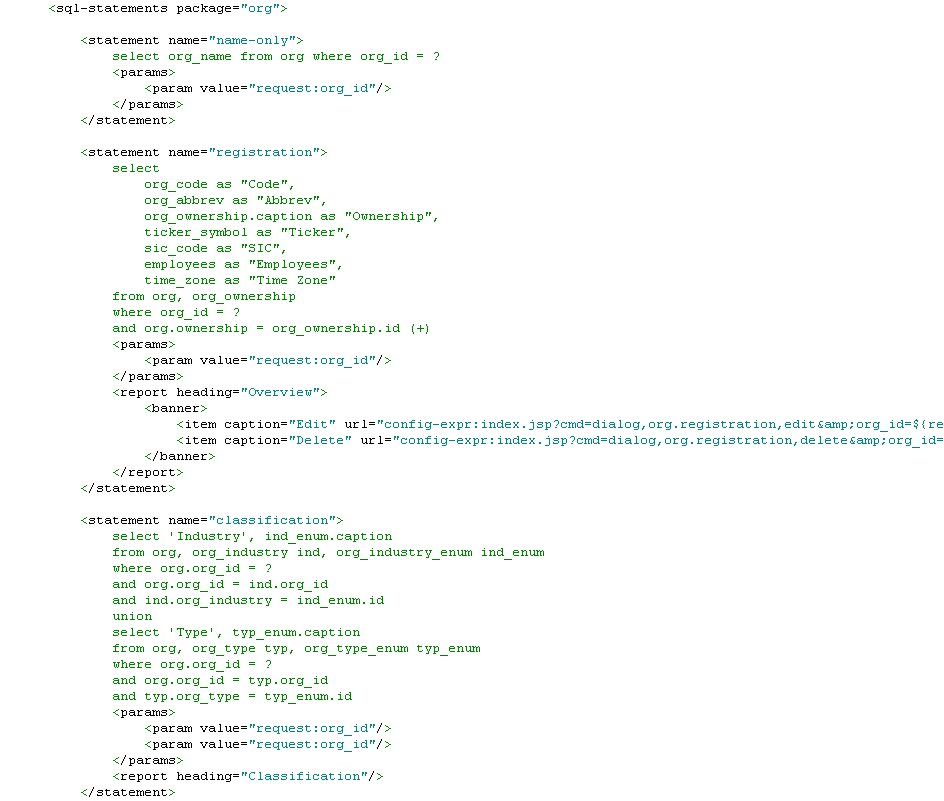 <sql-statements package="org">
<statement name="name-only">
select org_name from org where org_id = ?
<params>
<param value="request:org_id"/>
</params>
</statement>
<statement name="registration">
select
org_code as "Code",
org_abbrev as "Abbrev",
org_ownership.caption as "Ownership",
ticker_symbol as "Ticker",
sic_code as "SIC",
employees as "Employees",
time_zone as "Time Zone"
from org, org_ownership
where org_id = ?
and org.ownership = org_ownership.id (+)
<params>
<param value="request:org_id"/>
</params>
<report heading="Overview">
<banner>
<item caption="Edit" url="config-expr:index.jsp?cmd=dialog,org.registration,edit&amp;org_id=${re
<item caption="Delete" url="config-expr:index.jsp?cmd=dialog,org.registration,delete&amp;org_id=
</banner>
</report>
</statement>
<statement name="classification">
select 'Industry', ind_enum.caption
from org, org_industry ind, org_industry_enum ind_enum
where org.org_id = ?
and org.org_id = ind.org_id
and ind.org_industry = ind_enum.id
union
select 'Type', typ_enum.caption
from org, org_type typ, org_type_enum typ_enum
where org.org_id = ?
and org.org_id = typ.org_id
and typ.org_type = typ_enum.id
<params>
<param value="request:org_id"/>
<param value="request:org_id"/>
</params>
<report heading="Classification"/>
</statement>